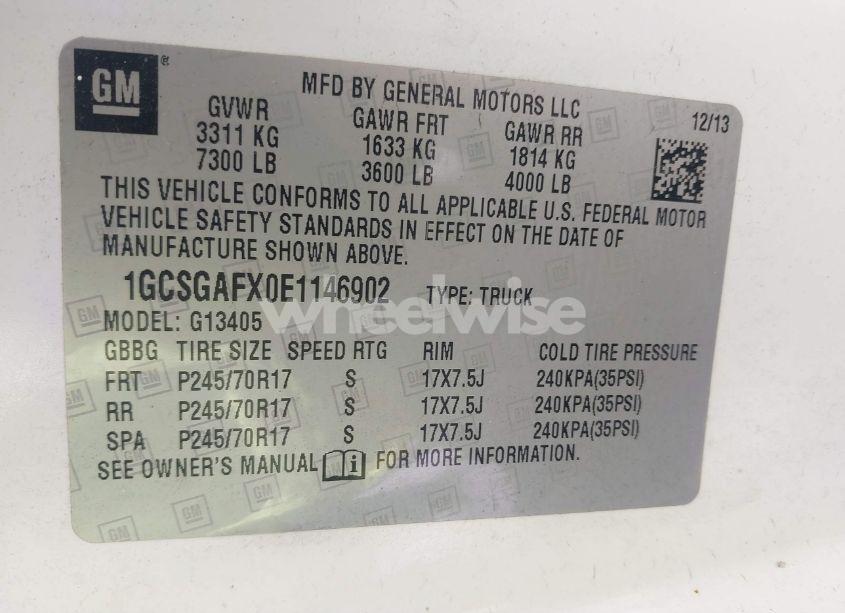 GM ®
MFD BY GENERAL MOTORS LLC
12/13
GVWR GAWR FRT GAWR RR
3311 KG 1633 KG 1814 KG
7300 LB 3600 LB 4000 LB
THIS VEHICLE CONFORMS TO ALL APPLICABLE U.S. FEDERAL MOTOR
VEHICLE SAFETY STANDARDS IN EFFECT ON THE DATE OF
MANUFACTURE SHOWN ABOVE.
1GCSGAFX0E1146902 TYPE: TRUCK
wheelwise
MODEL: G13405
GBBG TIRE SIZE SPEED RTG RIM COLD TIRE PRESSURE
FRT P245/70R17 S 17X7.5J 240KPA(35PSI)
RR P245/70R17 S 17X7.5J 240KPA(35PSI)
SPA P245/70R17 S 17X7.5J 240KPA(35PSI)
SEE OWNER'S MANUAL i FOR MORE INFORMATION.